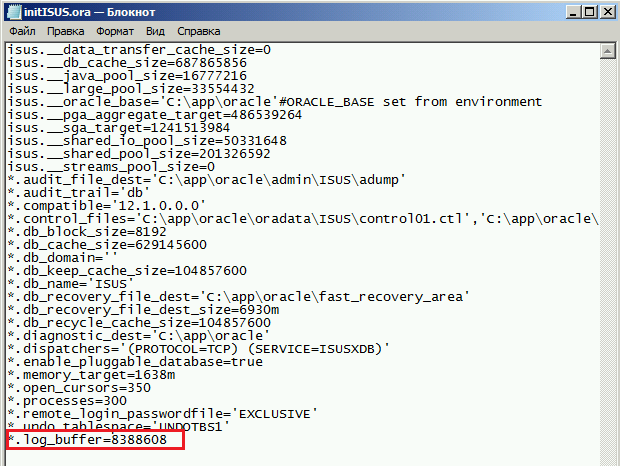 initISUS.ora — Блокнот
Файл Правка Формат Вид Справка
isus.__data_transfer_cache_size=0
isus.__db_cache_size=687865856
isus.__java_pool_size=16777216
isus.__large_pool_size=33554432
isus.__oracle_base='C:\app\oracle'#ORACLE_BASE set from environment
isus.__pga_aggregate_target=486539264
isus.__sga_target=1241513984
isus.__shared_io_pool_size=50331648
isus.__shared_pool_size=201326592
isus.__streams_pool_size=0
*.audit_file_dest='C:\app\oracle\admin\ISUS\adump'
*.audit_trail='db'
*.compatible='12.1.0.0.0'
*.control_files='C:\app\oracle\oradata\ISUS\control01.ctl','C:\app\oracle\
*.db_block_size=8192
*.db_cache_size=629145600
*.db_domain=''
*.db_keep_cache_size=104857600
*.db_name='ISUS'
*.db_recovery_file_dest='C:\app\oracle\fast_recovery_area'
*.db_recovery_file_dest_size=6930m
*.db_recycle_cache_size=104857600
*.diagnostic_dest='C:\app\oracle'
*.dispatchers='(PROTOCOL=TCP) (SERVICE=ISUSXDB)'
*.enable_pluggable_database=true
*.memory_target=1638m
*.open_cursors=350
*.processes=300
*.remote_login_passwordfile='EXCLUSIVE'
*.undo_tablespace='UNDOTBS1'
*.log_buffer=8388608